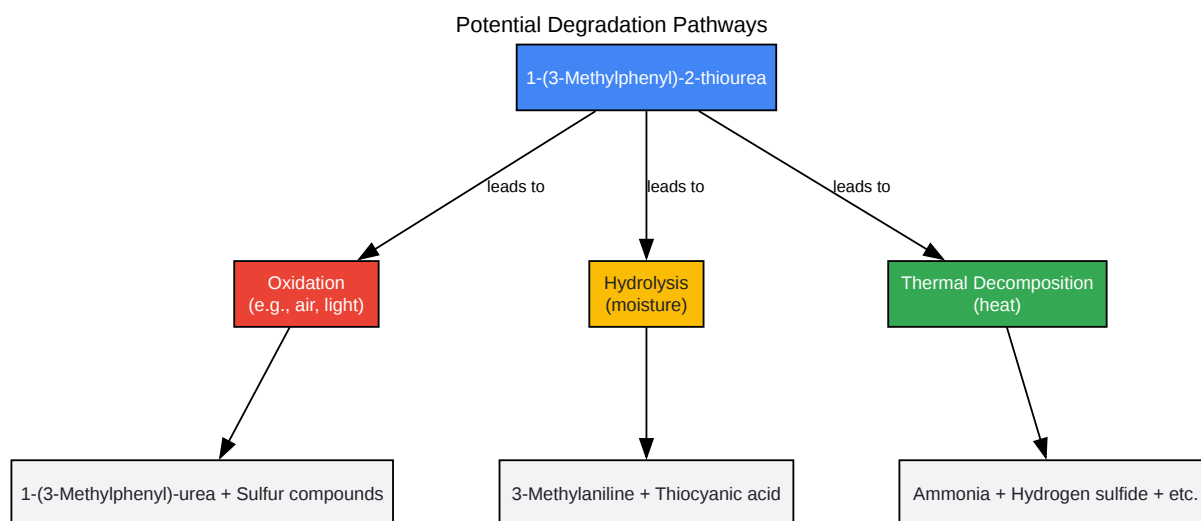 Potential Degradation Pathways
1-(3-Methylphenyl)-2-thiourea
leads to
leads to
leads to
Oxidation
(e.g., air, light)
Hydrolysis
(moisture)
Thermal Decomposition
(heat)
1-(3-Methylphenyl)-urea + Sulfur compounds
3-Methylaniline + Thiocyanic acid
Ammonia + Hydrogen sulfide + etc.